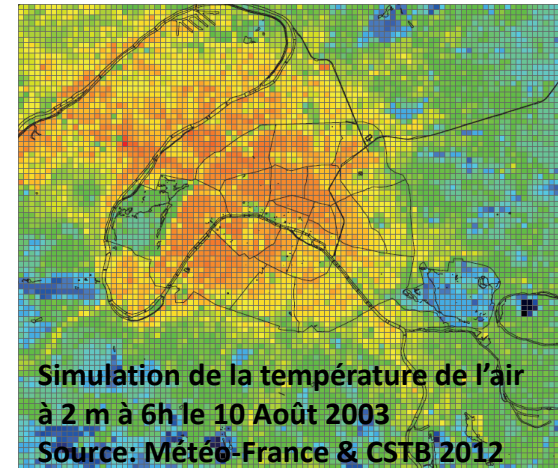 Simulation de la température de l'air
à 2 m à 6h le 10 Août 2003
Source: Météo-France & CSTB 2012